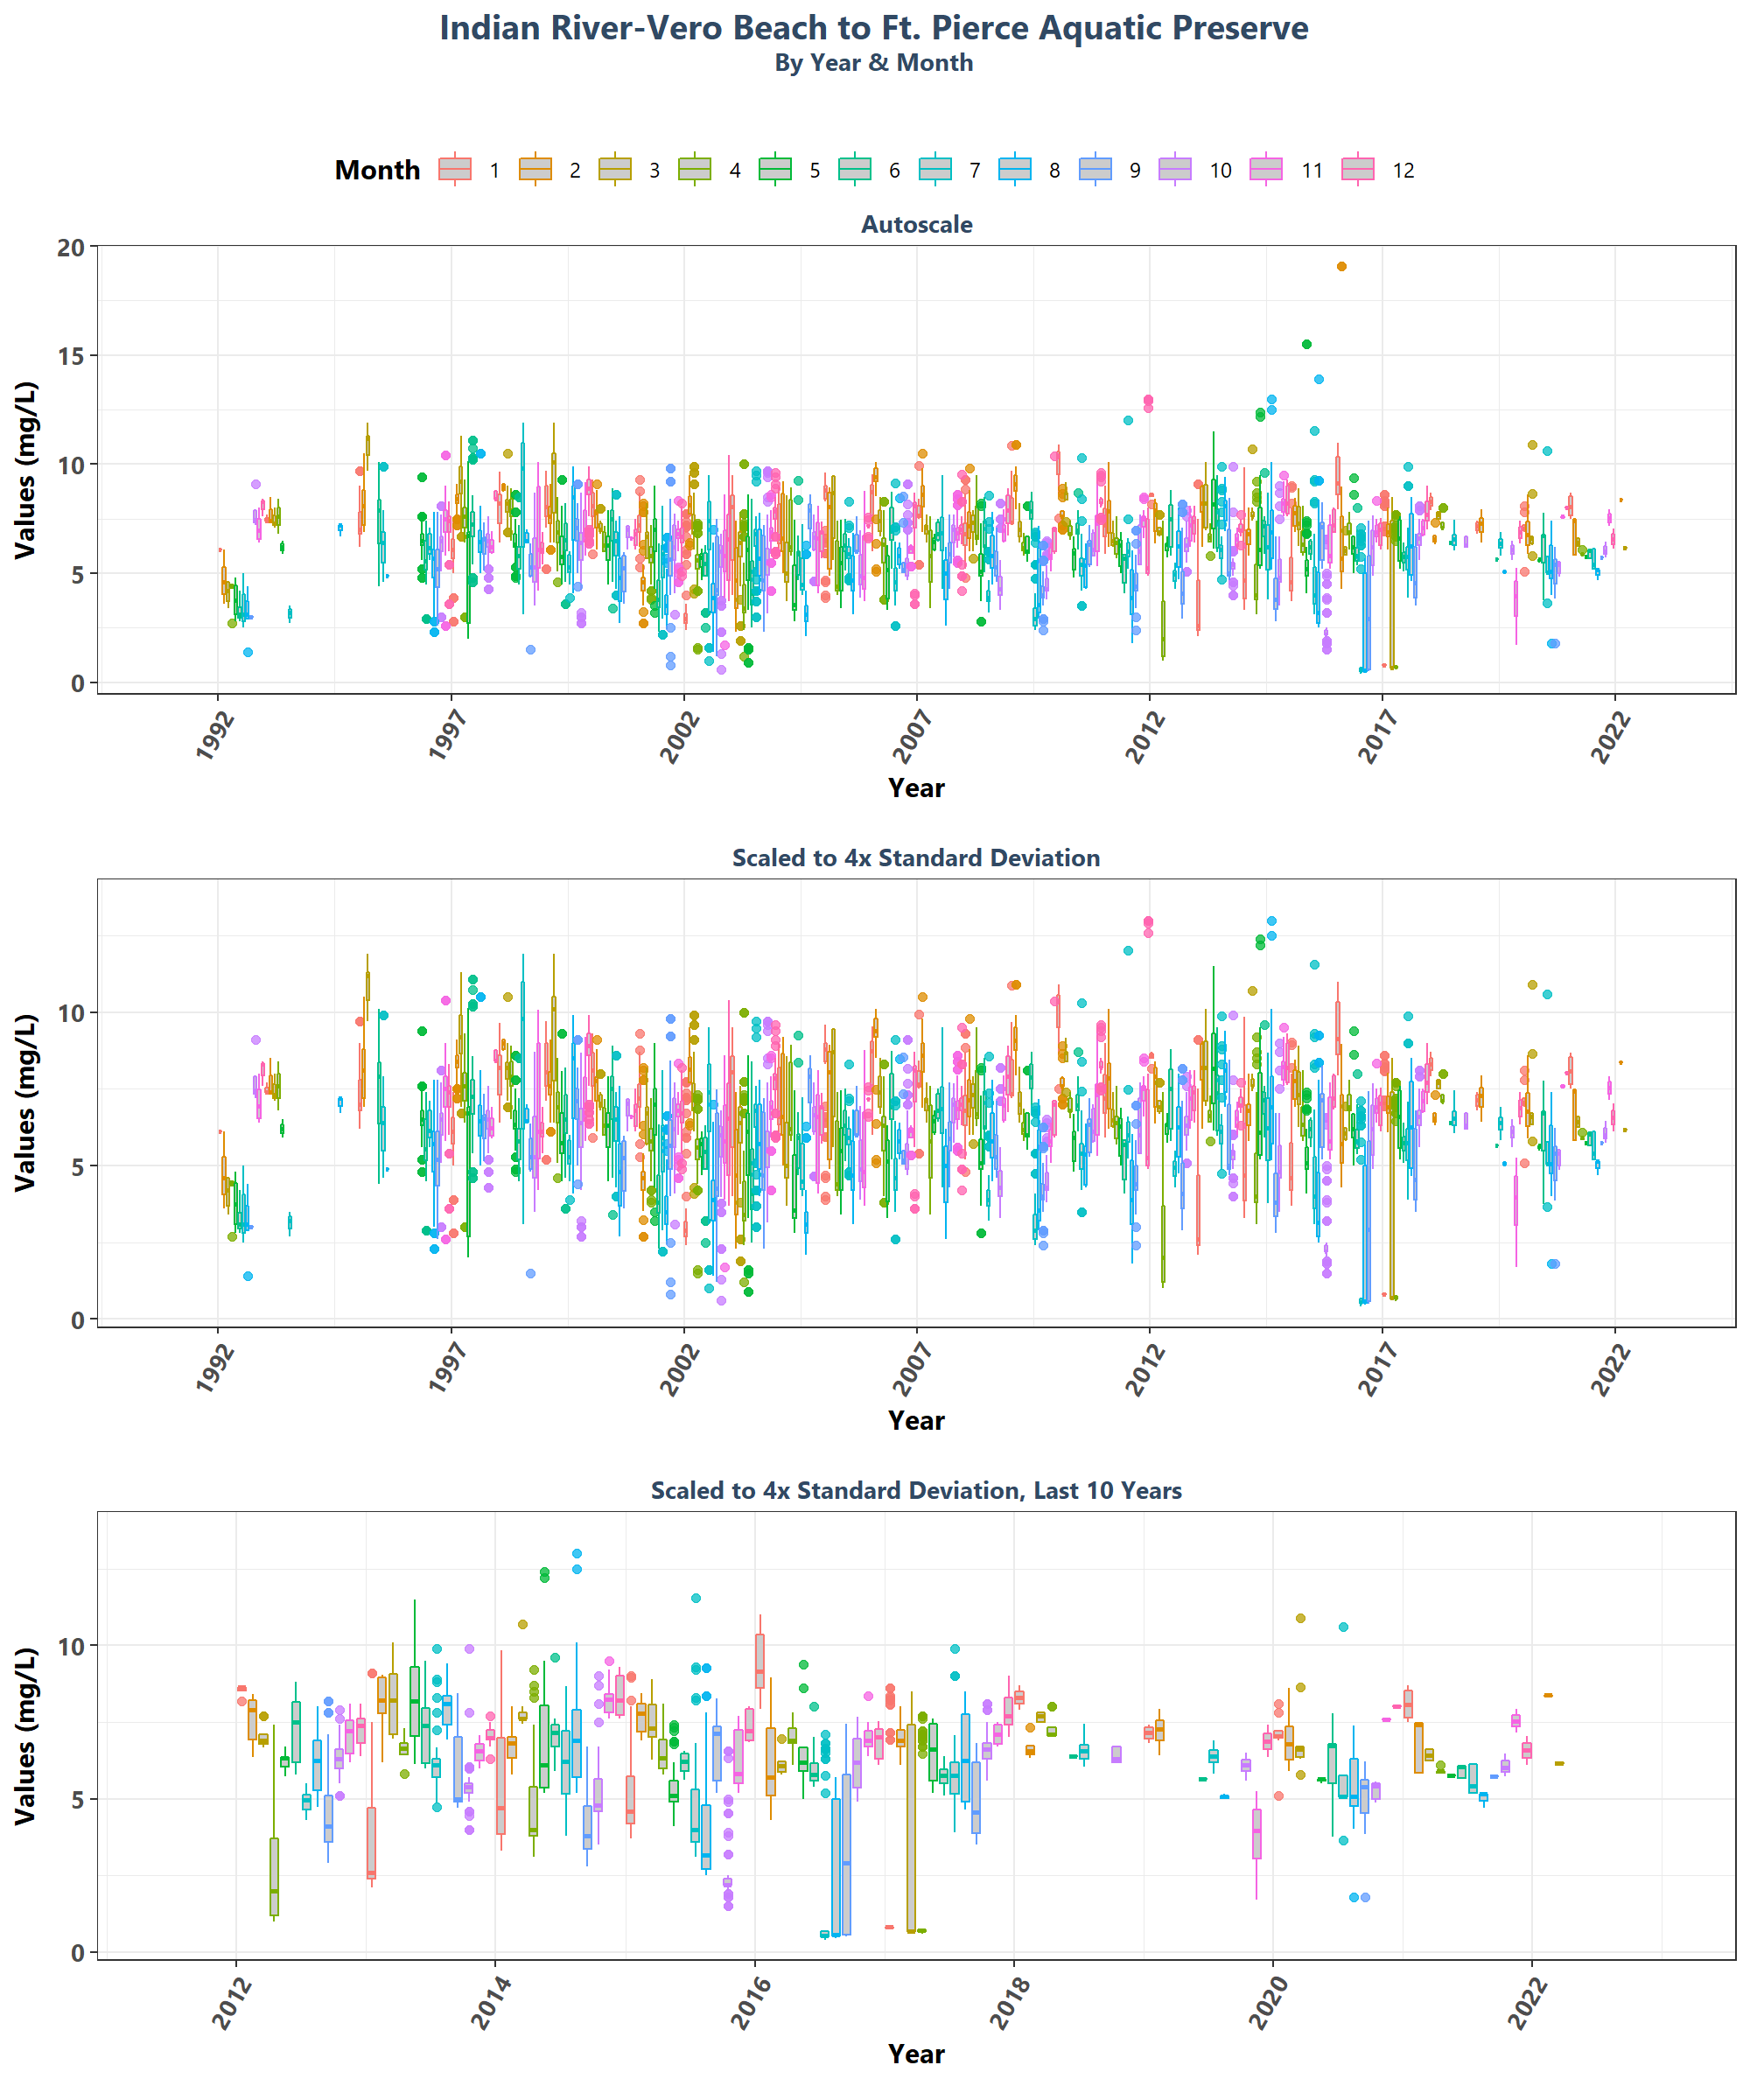 Indian River-Vero Beach to Ft. Pierce Aquatic Preserve
By Year & Month
Month 1 2 3 4 5 6 7 8 9 10 11 12
Autoscale
Values (mg/L)
20
15
10
5
0
1992 1997 2002 2007 2012 2017 2022
Year
Scaled to 4x Standard Deviation
Values (mg/L)
10
5
0
1992 1997 2002 2007 2012 2017 2022
Year
Scaled to 4x Standard Deviation, Last 10 Years
Values (mg/L)
10
5
0
2012 2014 2016 2018 2020 2022
Year